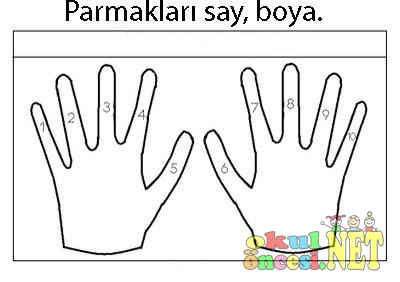 Parmakları say, boya.
1 2 3 4 5 6 7 8 9 10
okul
öncesi.NET